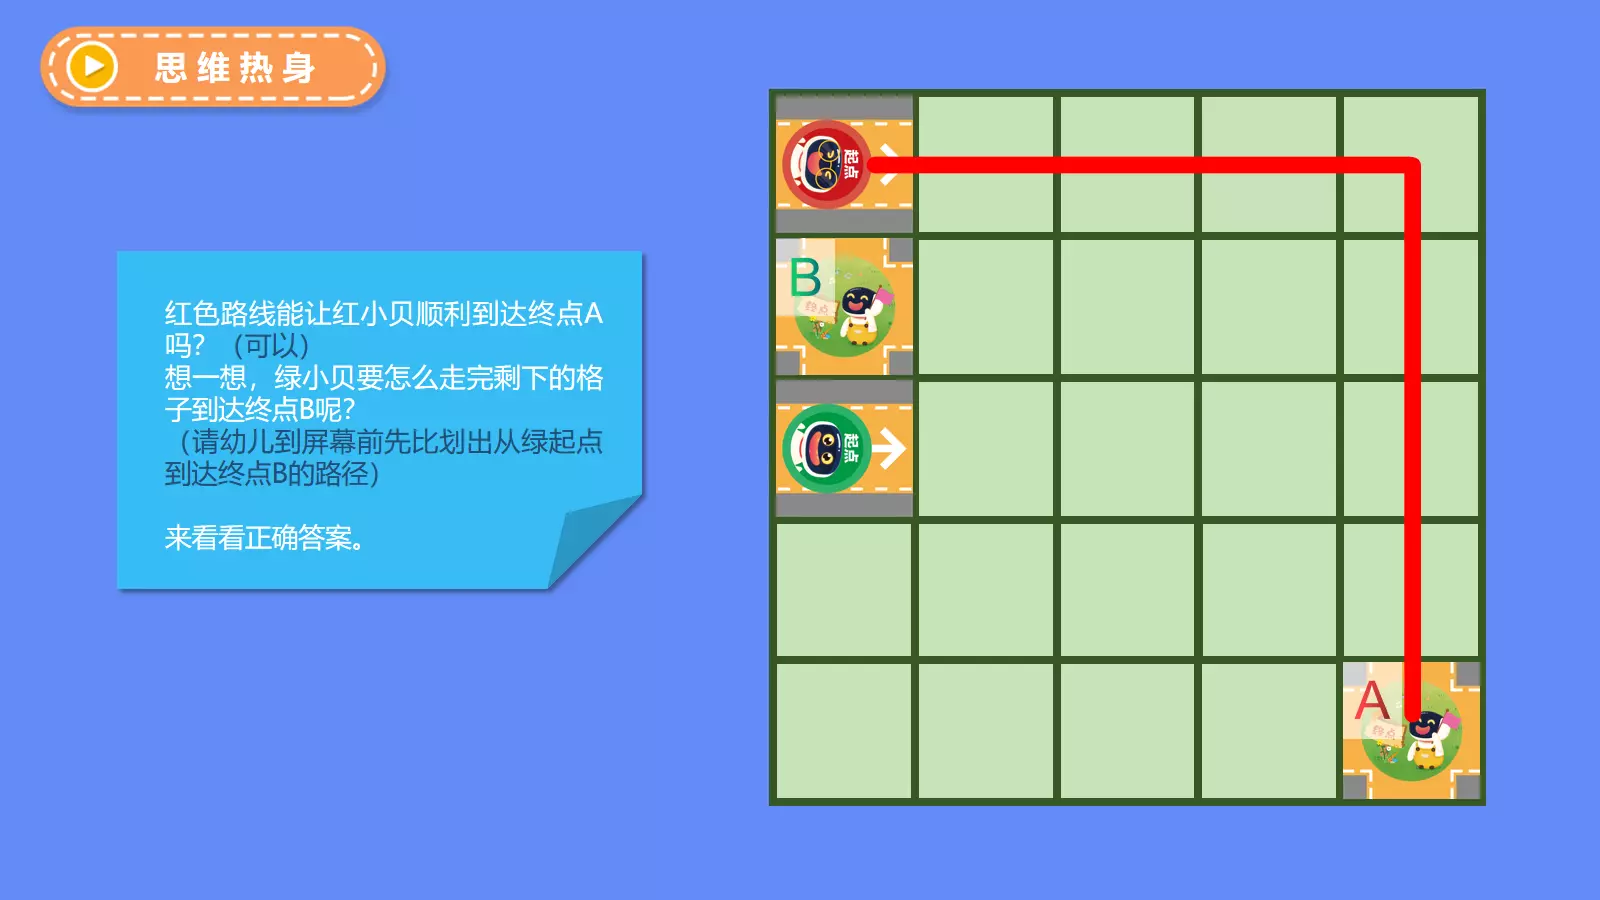 思维热身
红色路线能让红小贝顺利到达终点A
吗？（可以）
想一想，绿小贝要怎么走完剩下的格
子到达终点B呢？
（请幼儿到屏幕前先比划出从绿起点
到达终点B的路径）
来看看正确答案。
起点
B
终点
起点
A
终点